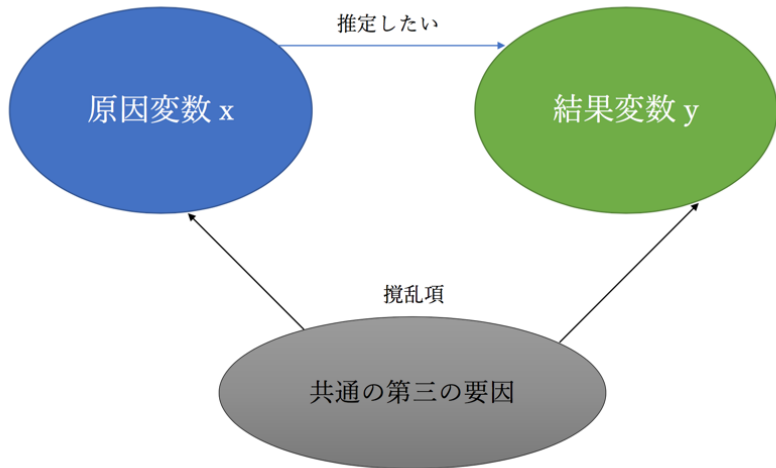 推定したい
原因変数 x
結果変数 y
撹乱項
共通の第三の要因